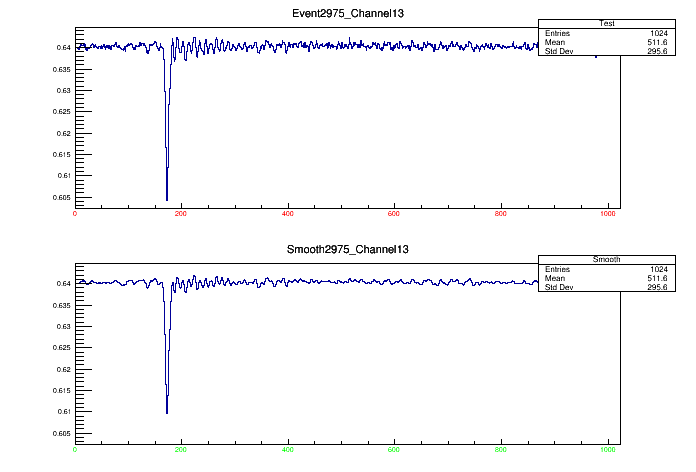 Event2975_Channel13
Test
Entries 1024
Mean 511.6
Std Dev 295.6
0.64
0.635
0.63
0.625
0.62
0.615
0.61
0.605
0 200 400 600 800 1000
Smooth2975_Channel13
Smooth
Entries 1024
Mean 511.6
Std Dev 295.6
0.64
0.635
0.63
0.625
0.62
0.615
0.61
0.605
0 200 400 600 800 1000